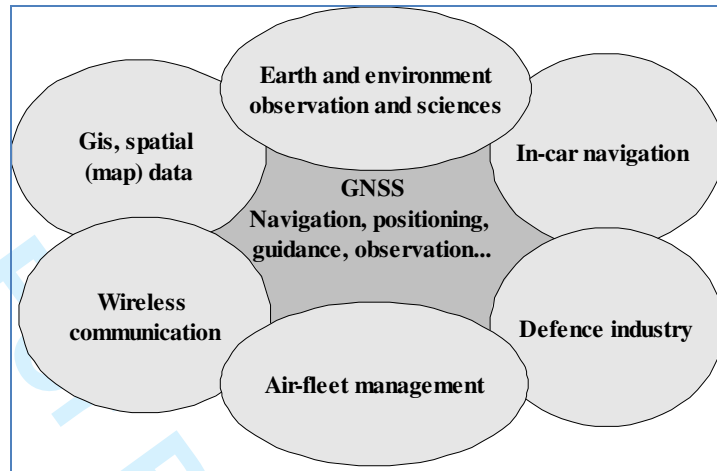 Earth and environment
observation and sciences
Gis, spatial
(map) data
In-car navigation
GNSS
Navigation, positioning,
guidance, observation...
Wireless
communication
Defence industry
Air-fleet management